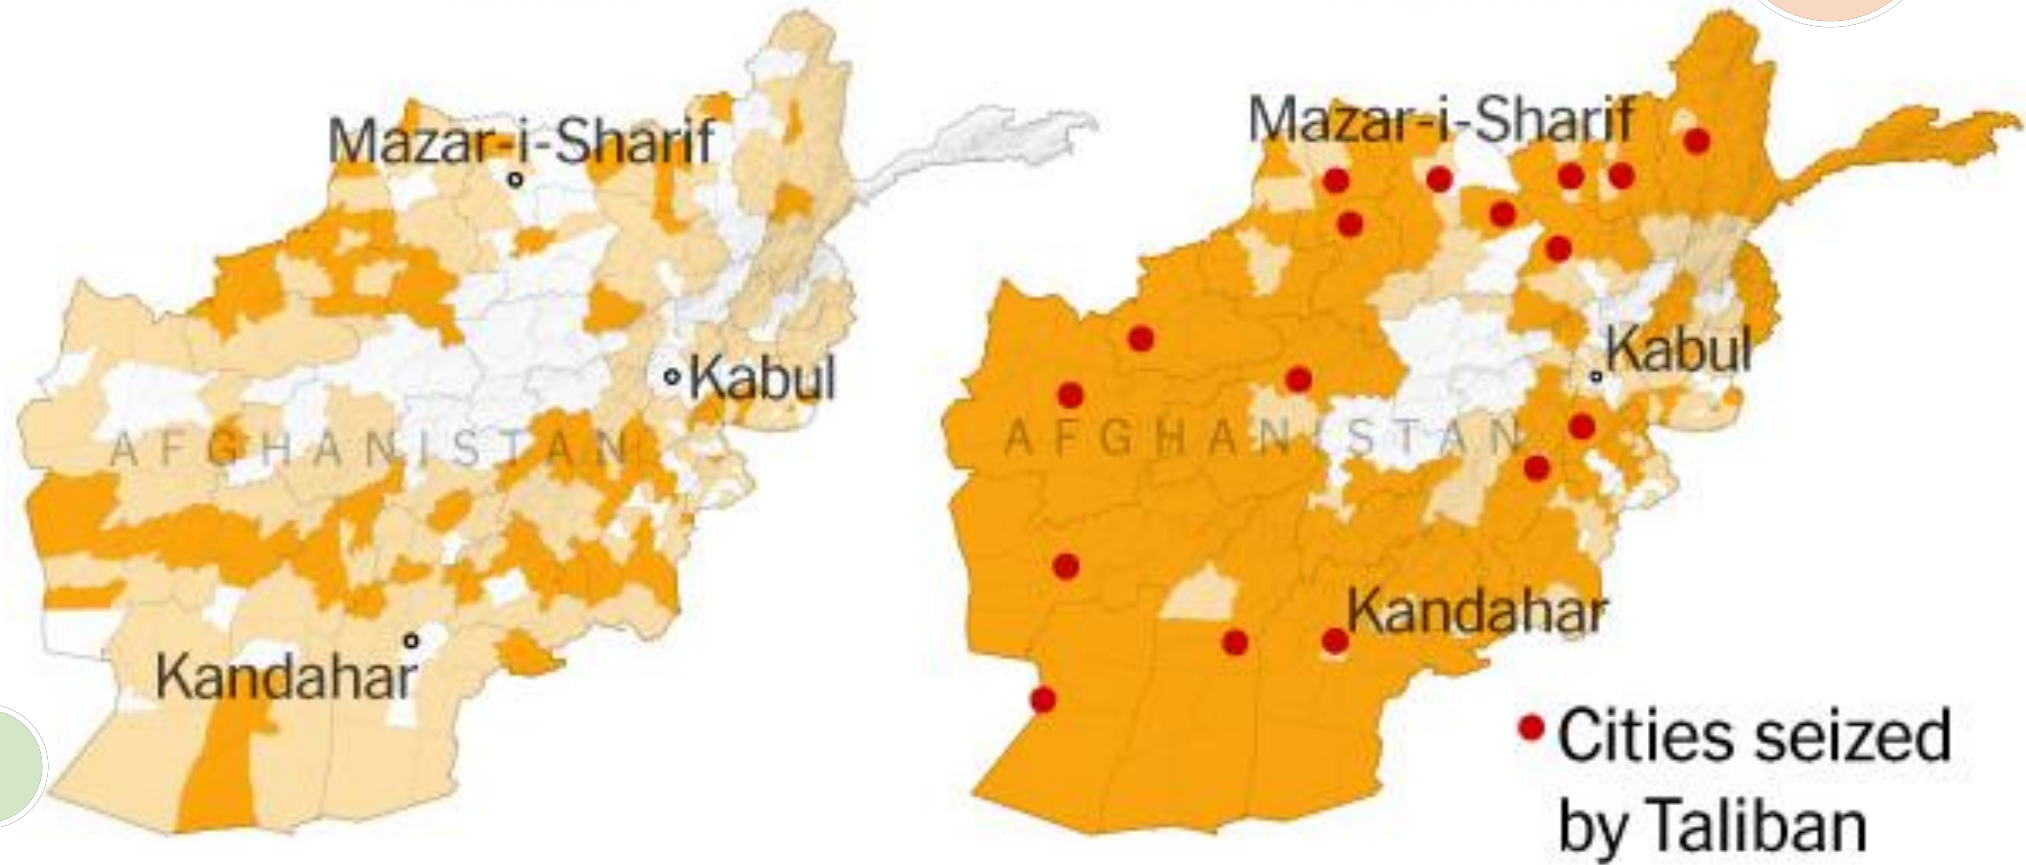 Mazar-i-Sharif
Kabul
AFGHANISTAN
Kandahar
Mazar-i-Sharif
Kabul
AFGHANISTAN
Kandahar
Cities seized
by Taliban